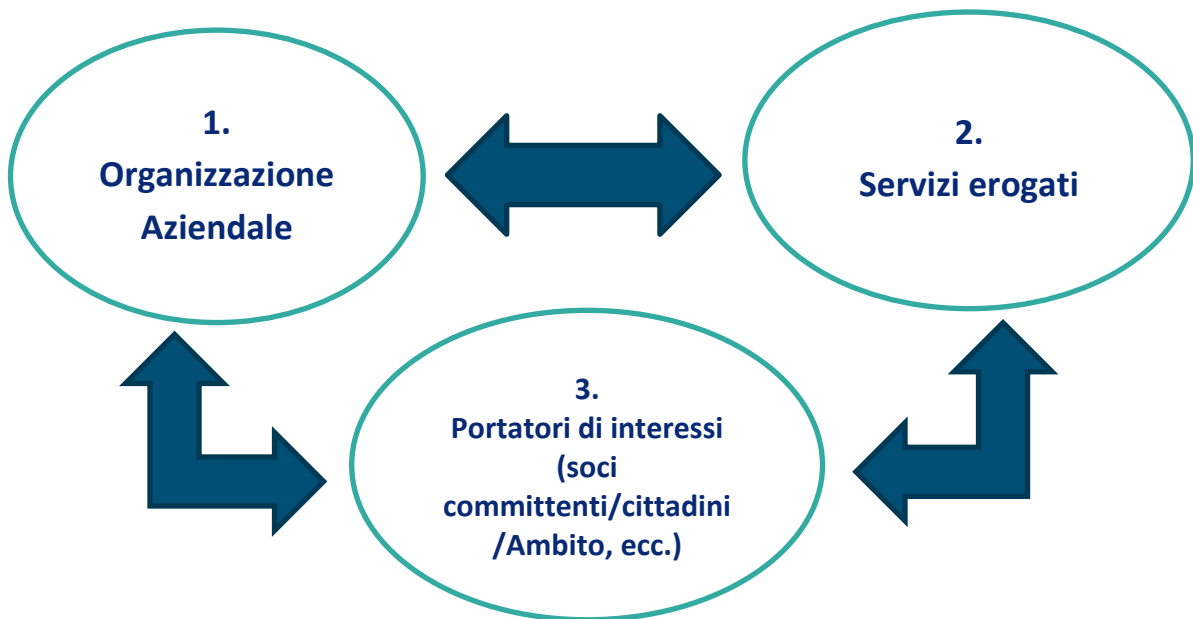 1.
Organizzazione
Aziendale
2.
Servizi erogati
3.
Portatori di interessi
(soci
committenti/cittadini
/Ambito, ecc.)